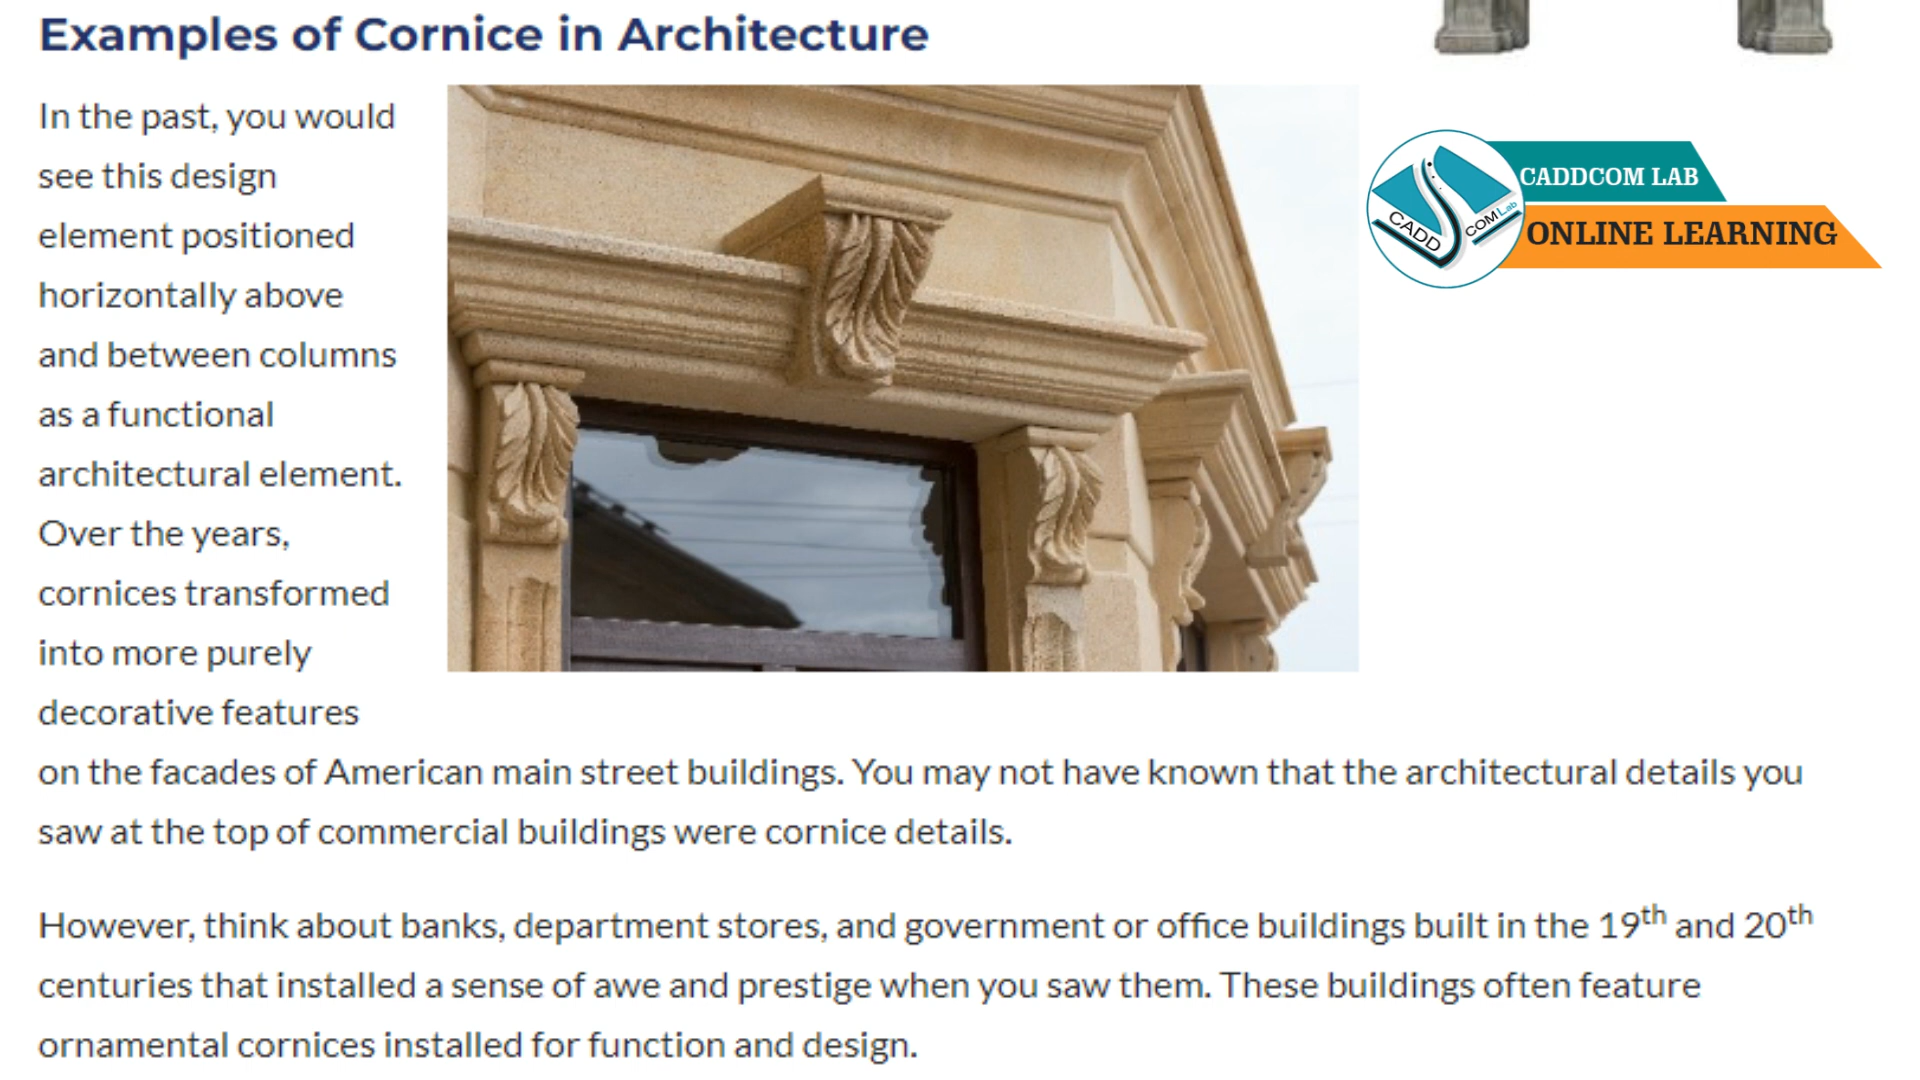 Examples of Cornice in Architecture
In the past, you would
see this design
element positioned
horizontally above
and between columns
as a functional
architectural element.
Over the years,
cornices transformed
into more purely
decorative features
on the facades of American main street buildings. You may not have known that the architectural details you
saw at the top of commercial buildings were cornice details.
However, think about banks, department stores, and government or office buildings built in the 19th and 20th
centuries that installed a sense of awe and prestige when you saw them. These buildings often feature
ornamental cornices installed for function and design.
CADD COM Lab
CADDCOM LAB
ONLINE LEARNING